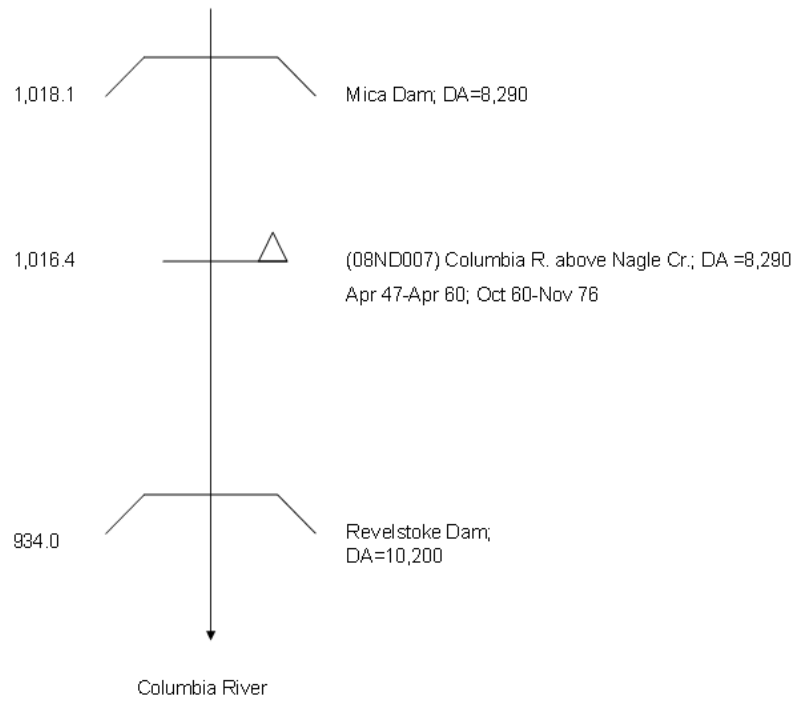 1,018.1
Mica Dam; DA=8,290
1,016.4
(08ND007) Columbia R. above Nagle Cr.; DA =8,290
Apr 47-Apr 60; Oct 60-Nov 76
934.0
Revelstoke Dam;
DA=10,200
Columbia River